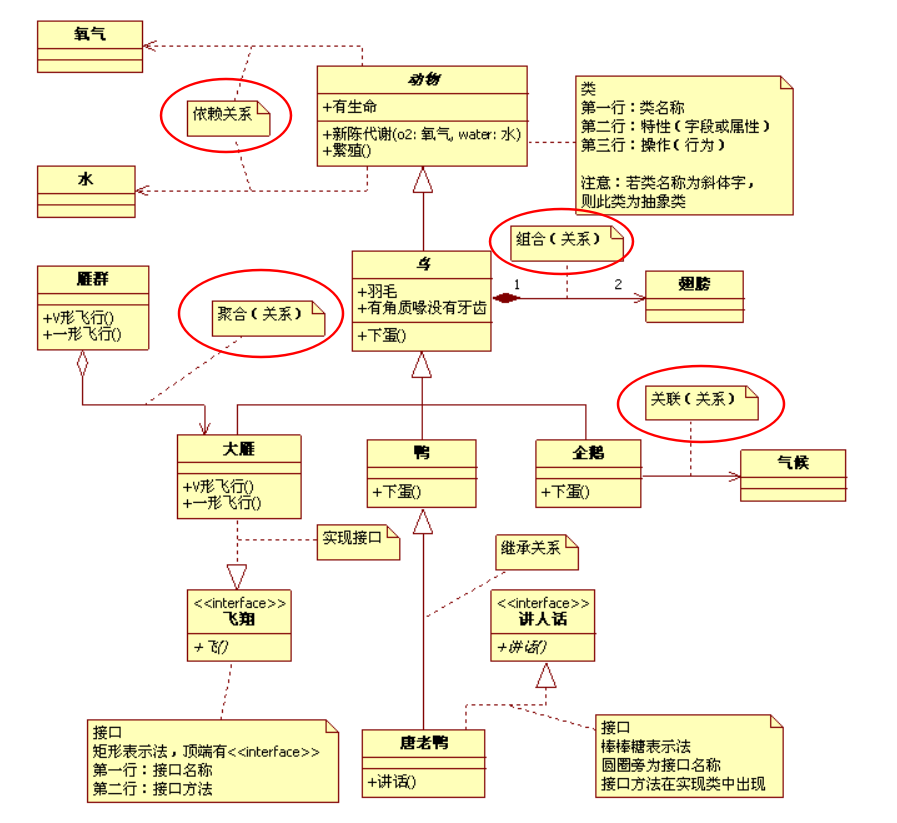 氧气
动物
+有生命
+新陈代谢(o2: 氧气, water: 水)
+繁殖()
类
第一行：类名称
第二行：特性（字段或属性）
第三行：操作（行为）
注意：若类名称为斜体字，
则此类为抽象类
依赖关系
水
组合（关系）
雁群
+V形飞行()
+一形飞行()
聚合（关系）
鸟
+羽毛
+有角质喙没有牙齿
+下蛋()
1
2
翅膀
关联（关系）
大雁
+V形飞行()
+一形飞行()
鸭
+下蛋()
企鹅
+下蛋()
气候
实现接口
继承关系
<<interface>>
飞翔
+飞()
<<interface>>
讲人话
+讲话()
接口
矩形表示法，顶端有<<interface>>
第一行：接口名称
第二行：接口方法
唐老鸭
+讲话()
接口
棒棒糖表示法
圆圈旁为接口名称
接口方法在实现类中出现